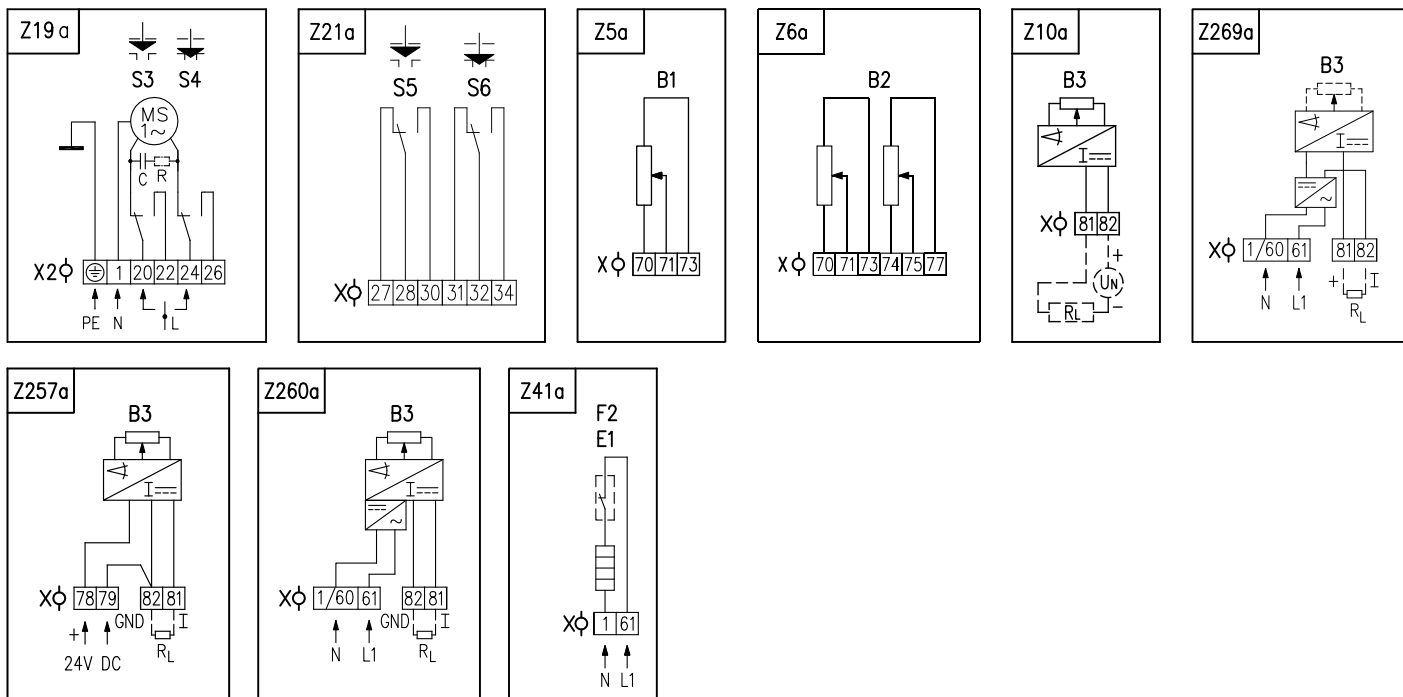 Z19a
S3 S4
MS
1~
C R
X2 1 20 22 24 26
PE N L
Z21a
S5 S6
X 27 28 30 31 32 34
Z5a
B1
X 70 71 73
Z6a
B2
X 70 71 73 74 75 77
Z10a
B3
I
X 81 82
+
UN
RL -
Z269a
B3
I
~
X 1/60 61 81 82
N L1 + I
RL
Z257a
B3
I
X 78 79 82 81
+ GND I
24V DC RL
Z260a
B3
I
~
X 1/60 61 82 81
N L1 GND I
RL
Z41a
F2
E1
X 1 61
N L1